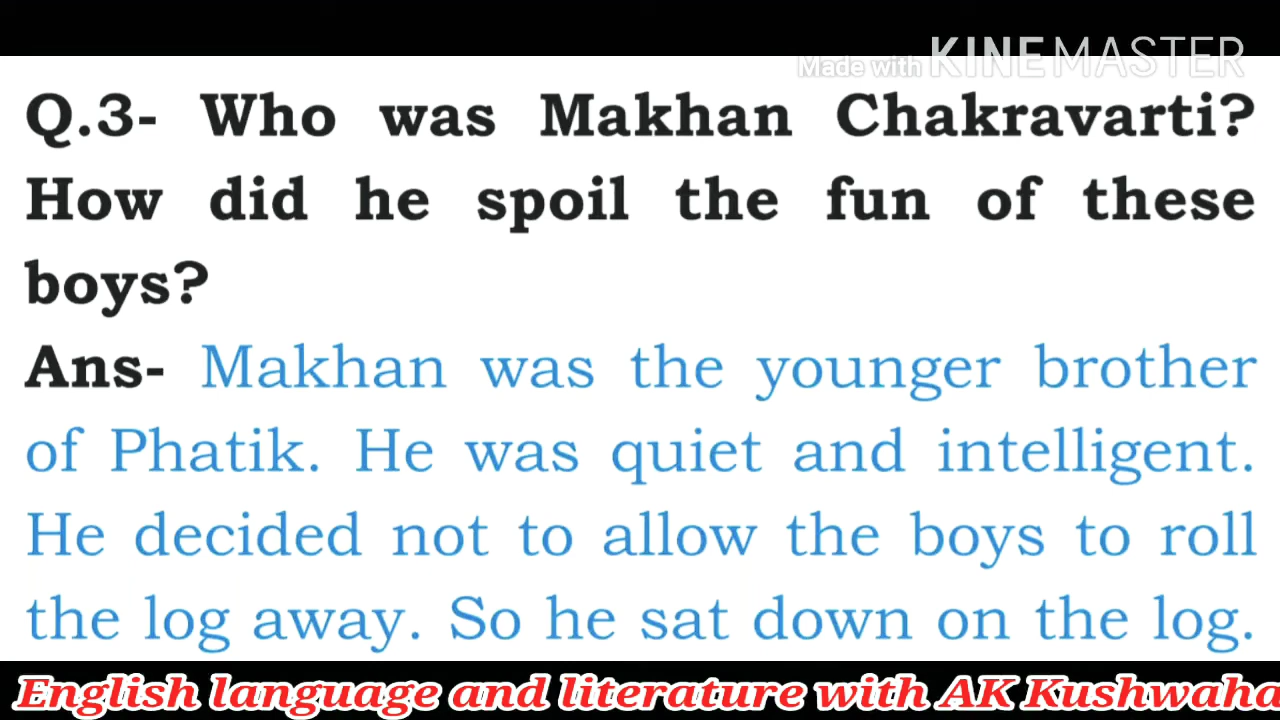 Made with KINEMASTER
Q.3- Who was Makhan Chakravarti?
How did he spoil the fun of these
boys?
Ans- Makhan was the younger brother
of Phatik. He was quiet and intelligent.
He decided not to allow the boys to roll
the log away. So he sat down on the log.
English language and literature with AK Kushwaha